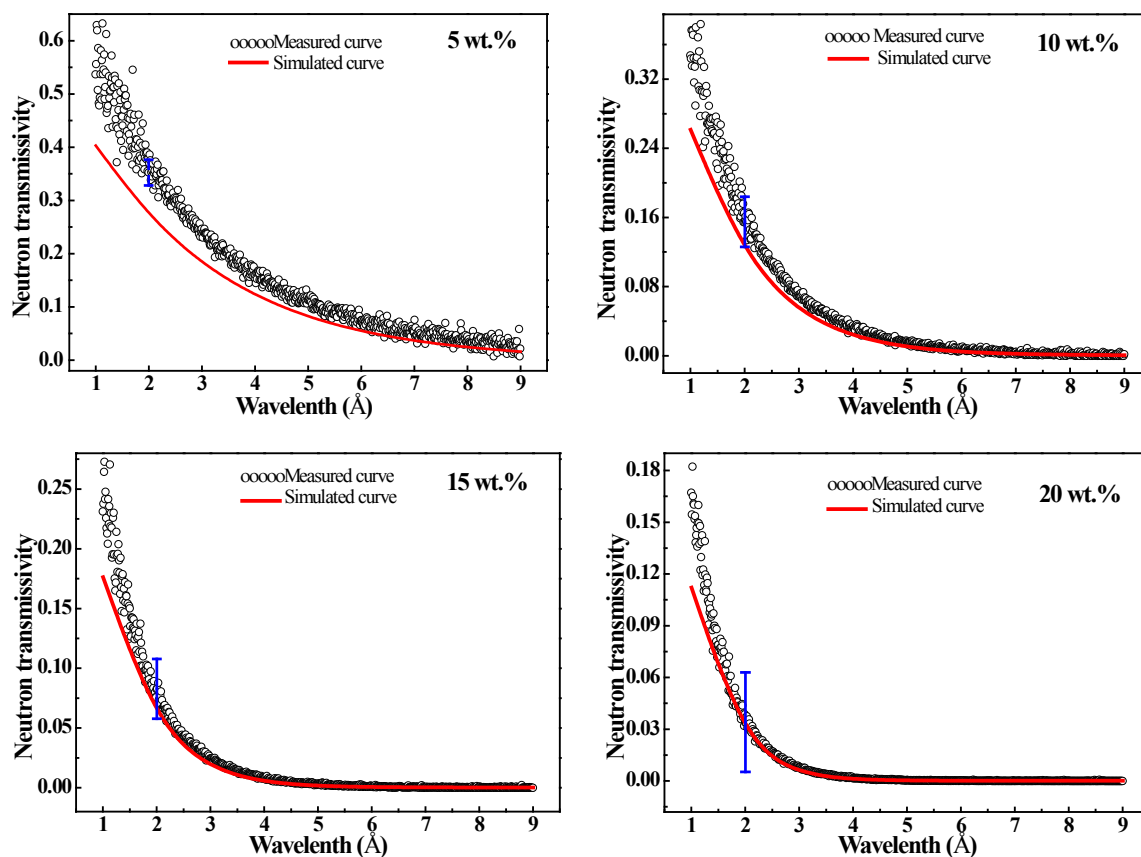 0.6
0.5
0.4
0.3
0.2
0.1
0.0
Neutron transmissivity
oooooMeasured curve
Simulated curve
5 wt.%
1 2 3 4 5 6 7 8 9
Wavelenth (Å)
0.32
0.24
0.16
0.08
0.00
Neutron transmissivity
ooooo Measured curve
Simulated curve
10 wt.%
1 2 3 4 5 6 7 8 9
Wavelenth (Å)
0.25
0.20
0.15
0.10
0.05
0.00
Neutron transmissivity
oooooMeasured curve
Simulated curve
15 wt.%
1 2 3 4 5 6 7 8 9
Wavelenth (Å)
0.18
0.15
0.12
0.09
0.06
0.03
0.00
Neutron transmissivity
oooooMeasured curve
Simulated curve
20 wt.%
1 2 3 4 5 6 7 8 9
Wavelenth (Å)